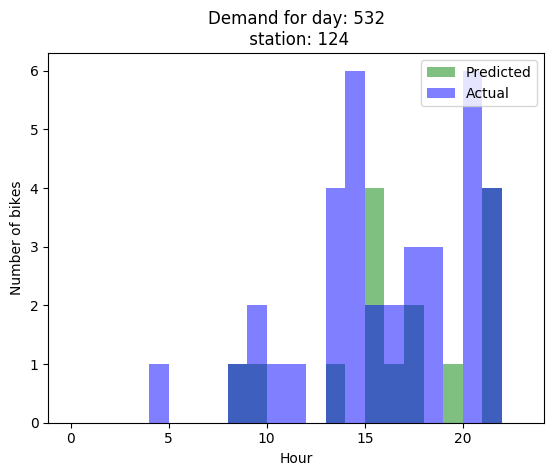 Demand for day: 532
station: 124
Predicted
Actual
6
5
4
3
2
1
0
Number of bikes
0 5 10 15 20
Hour